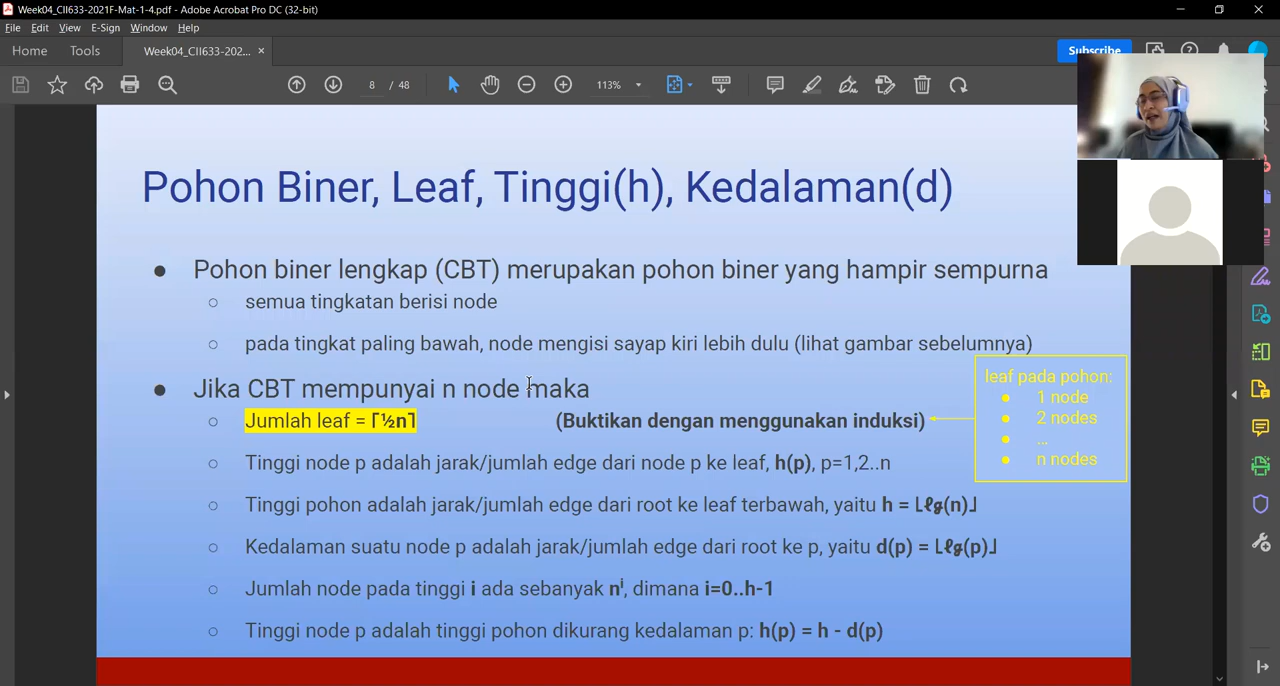 Week04_CII633-2021F-Mat-1-4.pdf - Adobe Acrobat Pro DC (32-bit)
File Edit View E-Sign Window Help
Home Tools Week04_CII633-202... ×
Subscribe
8 / 48 113%
Pohon Biner, Leaf, Tinggi(h), Kedalaman(d)
● Pohon biner lengkap (CBT) merupakan pohon biner yang hampir sempurna
○ semua tingkatan berisi node
○ pada tingkat paling bawah, node mengisi sayap kiri lebih dulu (lihat gambar sebelumnya)
● Jika CBT mempunyai n node maka
○ Jumlah leaf = ⌈½n⌉ (Buktikan dengan menggunakan induksi)
leaf pada pohon:
● 1 node
● 2 nodes
● ...
● n nodes
○ Tinggi node p adalah jarak/jumlah edge dari node p ke leaf, h(p), p=1,2..n
○ Tinggi pohon adalah jarak/jumlah edge dari root ke leaf terbawah, yaitu h = ⌊ℓℊ(n)⌋
○ Kedalaman suatu node p adalah jarak/jumlah edge dari root ke p, yaitu d(p) = ⌊ℓℊ(p)⌋
○ Jumlah node pada tinggi i ada sebanyak nⁱ, dimana i=0..h-1
○ Tinggi node p adalah tinggi pohon dikurang kedalaman p: h(p) = h - d(p)